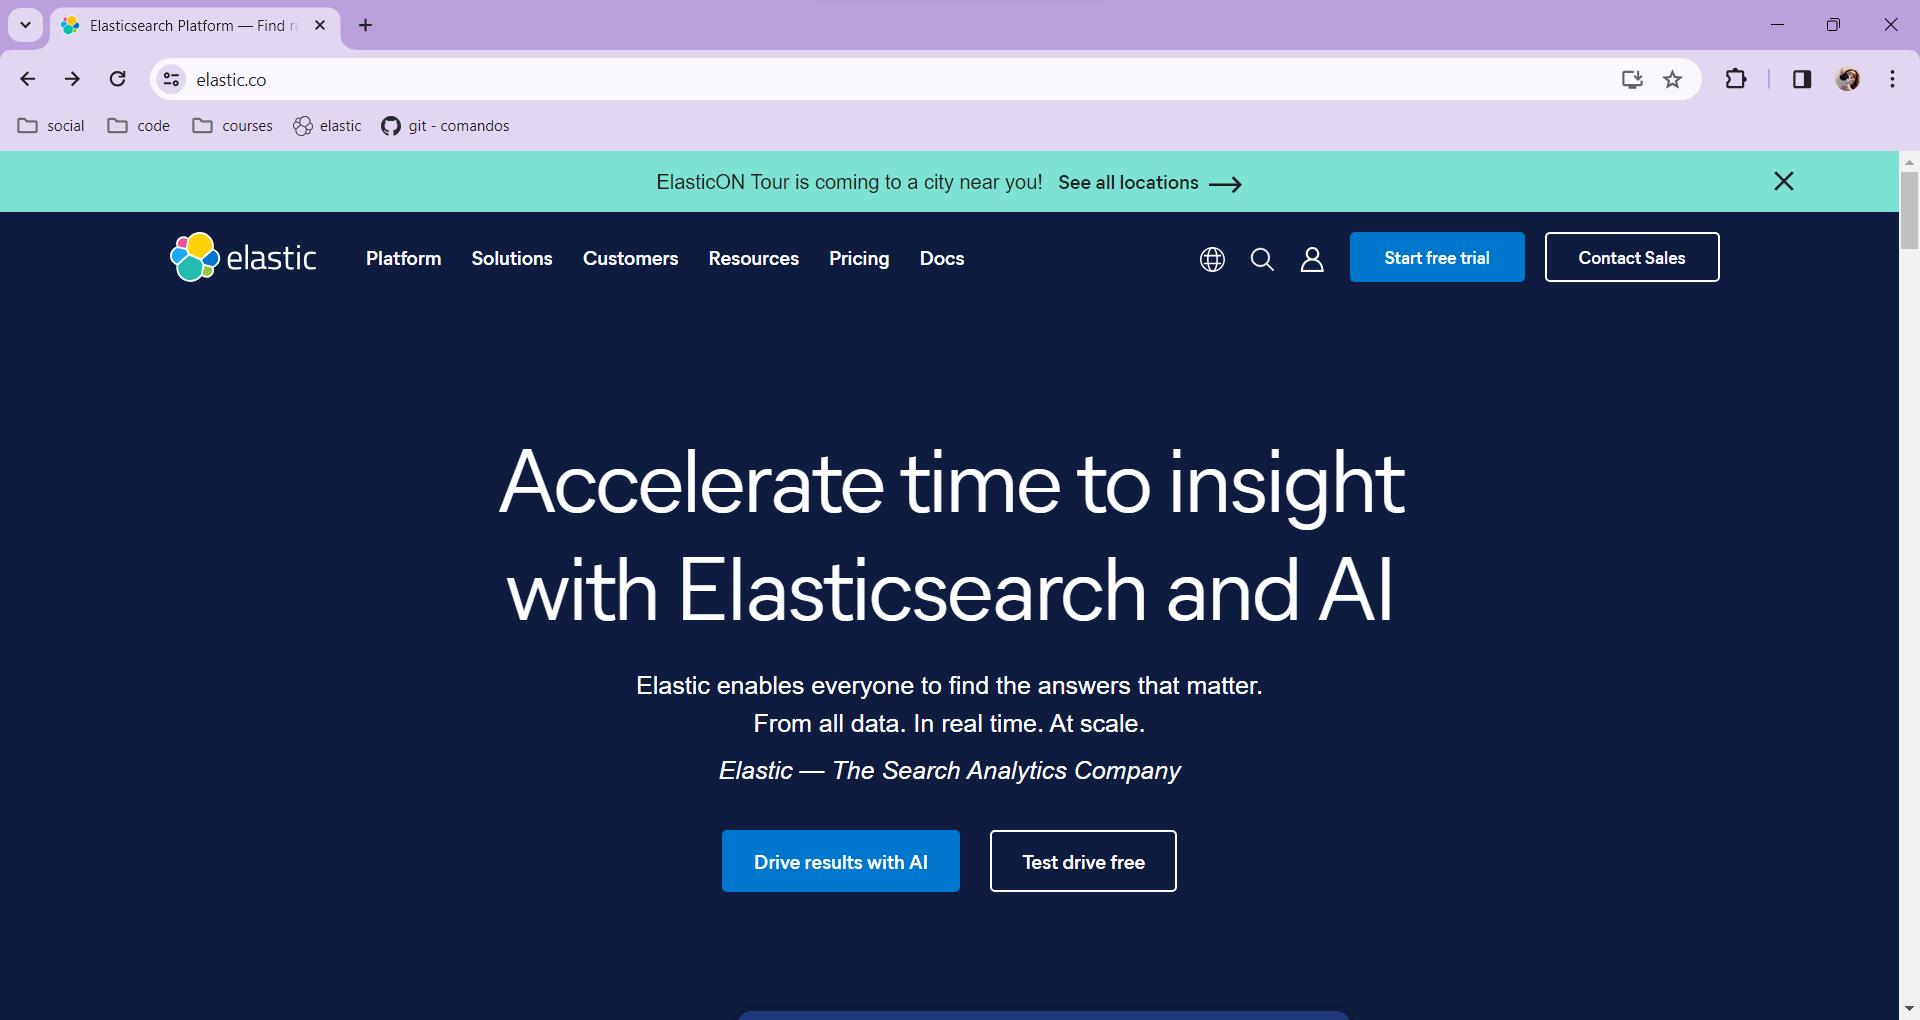 Elasticsearch Platform — Find
elastic.co
social code courses elastic git - comandos
ElasticON Tour is coming to a city near you! See all locations
elastic Platform Solutions Customers Resources Pricing Docs Start free trial Contact Sales
Accelerate time to insight
with Elasticsearch and AI
Elastic enables everyone to find the answers that matter.
From all data. In real time. At scale.
Elastic — The Search Analytics Company
Drive results with AI Test drive free